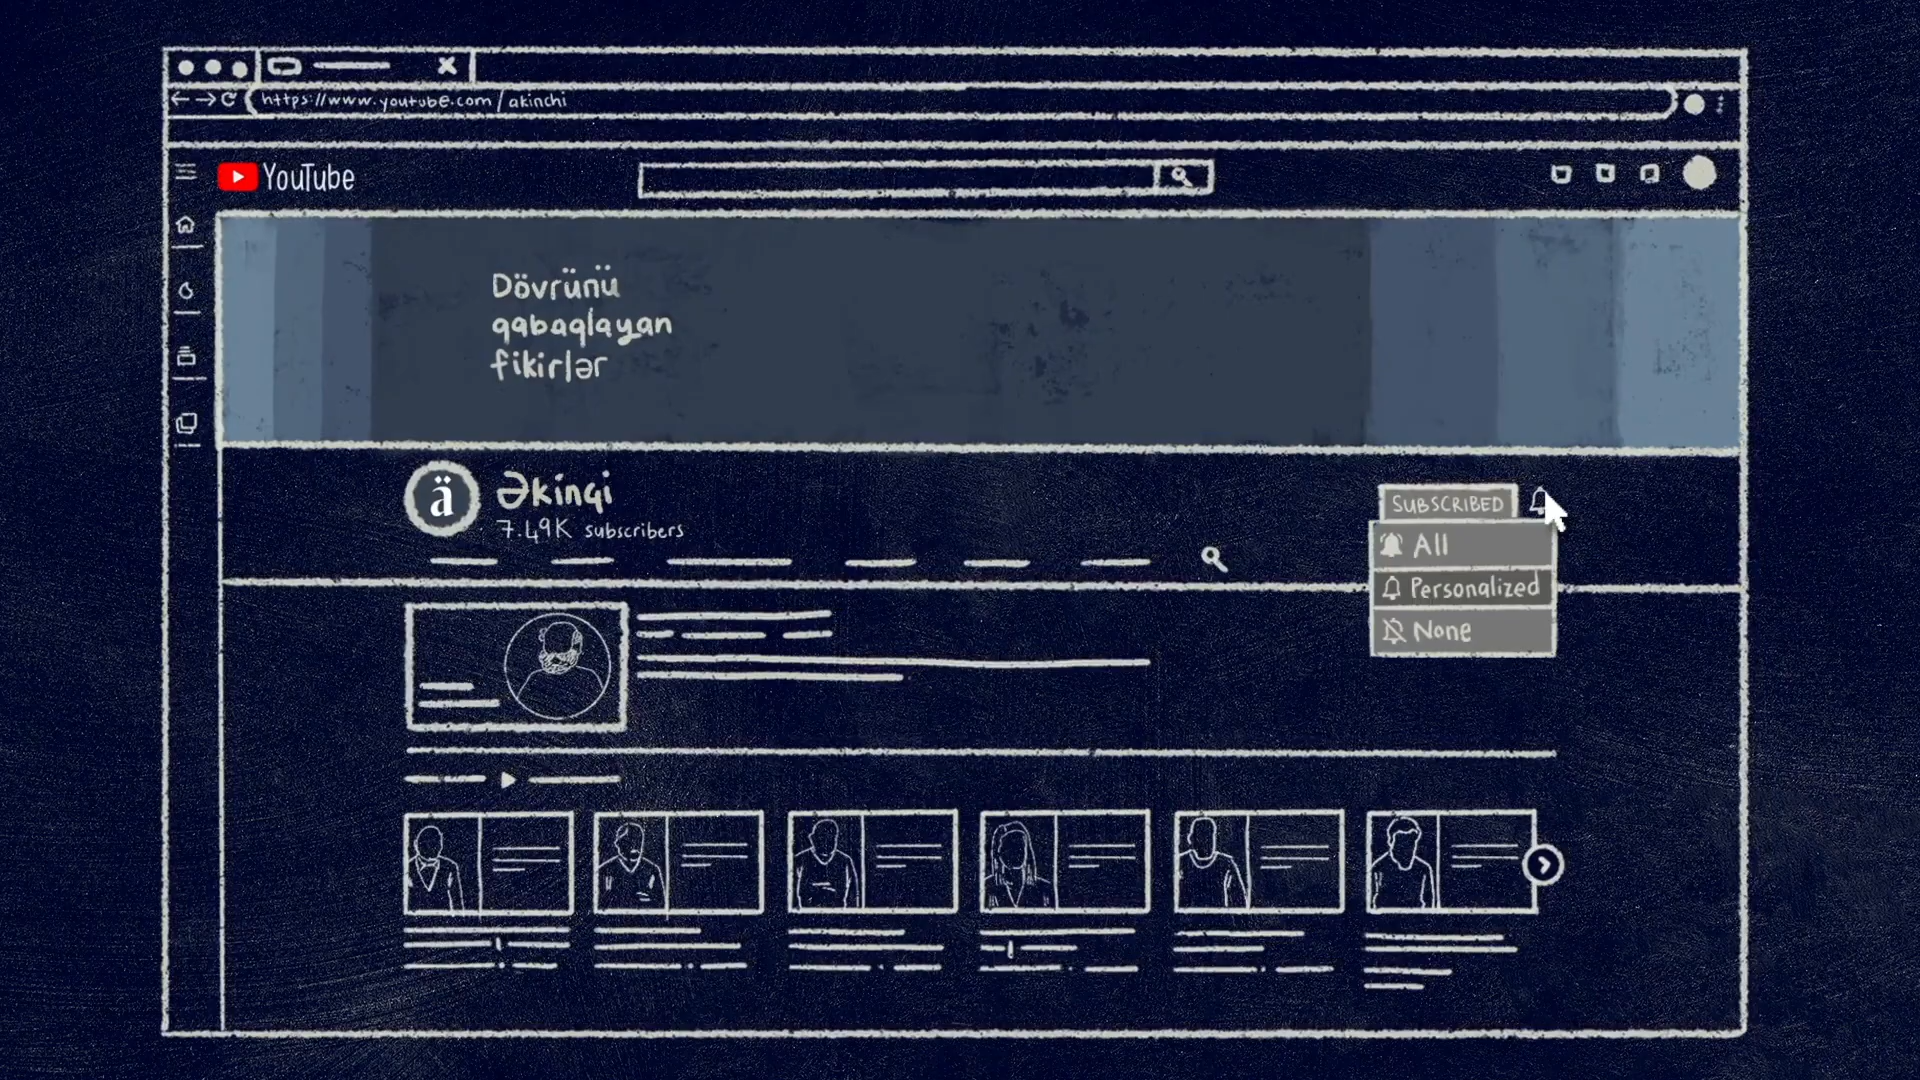 https://www.youtube.com/akinchi
YouTube
Dövrünü
qabaqlayan
fikirlər
ä
Əkinçi
7.49K subscribers
SUBSCRIBED
All
Personalized
None